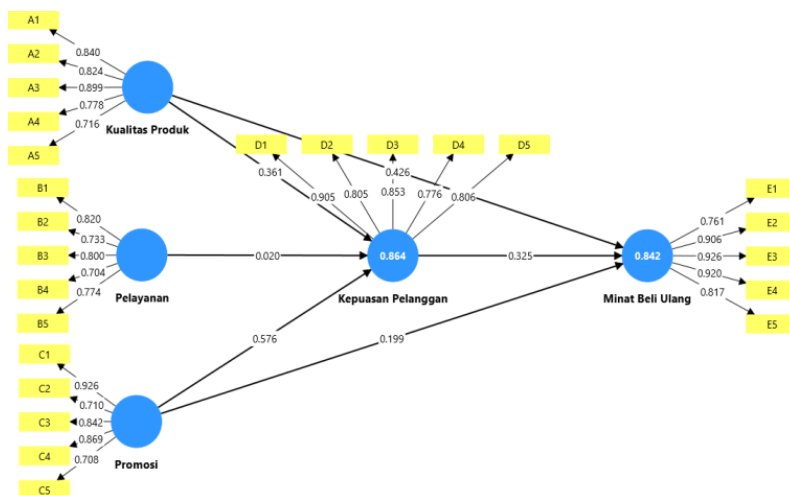 A1
A2
A3
A4
A5
0.840
0.824
0.899
0.778
0.716
Kualitas Produk
D1
D2
D3
D4
D5
0.361
0.426
0.905
0.805
0.853
0.776
0.806
B1
B2
B3
B4
B5
0.820
0.733
0.800
0.704
0.774
Pelayanan
0.020
0.864
Kepuasan Pelanggan
0.325
0.842
Minat Beli Ulang
E1
E2
E3
E4
E5
0.761
0.906
0.926
0.920
0.817
0.576
0.199
C1
C2
C3
C4
C5
0.926
0.710
0.842
0.869
0.708
Promosi